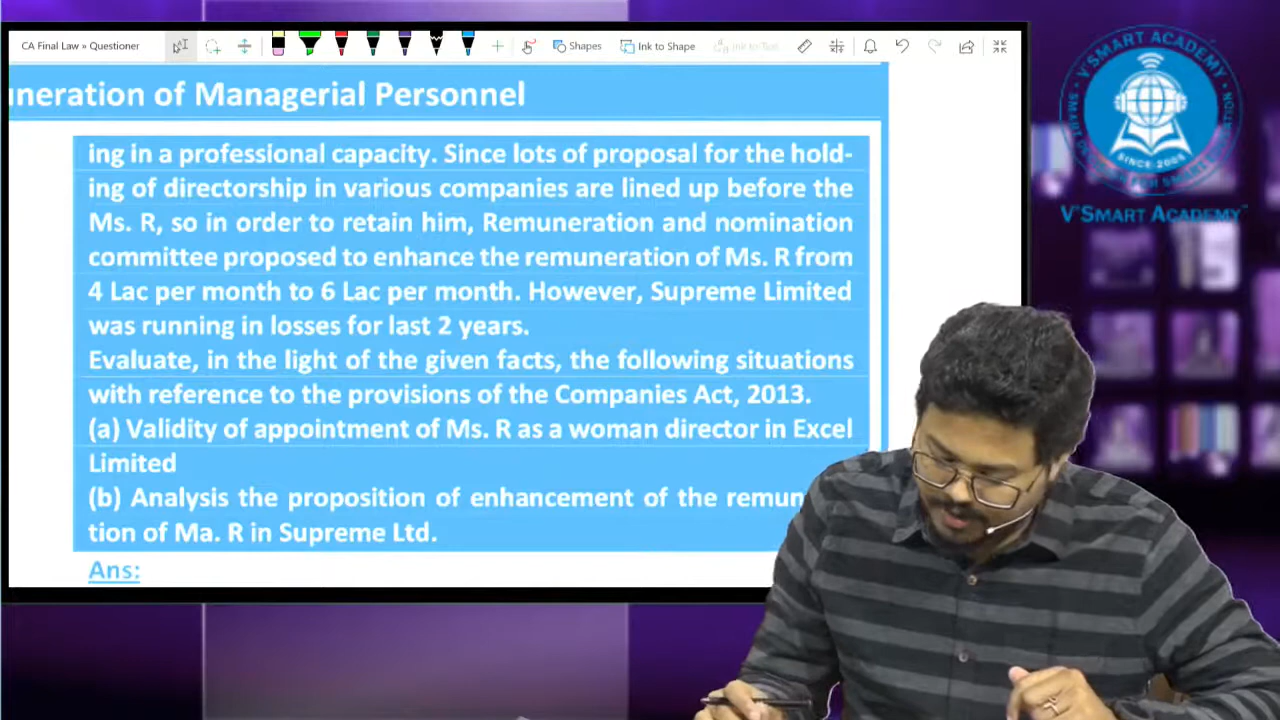 CA Final Law » Questioner
Shapes
Ink to Shape
Ink to Text
uneration of Managerial Personnel
ing in a professional capacity. Since lots of proposal for the hold-
ing of directorship in various companies are lined up before the
Ms. R, so in order to retain him, Remuneration and nomination
committee proposed to enhance the remuneration of Ms. R from
4 Lac per month to 6 Lac per month. However, Supreme Limited
was running in losses for last 2 years.
Evaluate, in the light of the given facts, the following situations
with reference to the provisions of the Companies Act, 2013.
(a) Validity of appointment of Ms. R as a woman director in Excel
Limited
(b) Analysis the proposition of enhancement of the remun
tion of Ma. R in Supreme Ltd.
Ans:
V'SMART ACADEMY
SINCE 2006
V'SMART ACADEMY